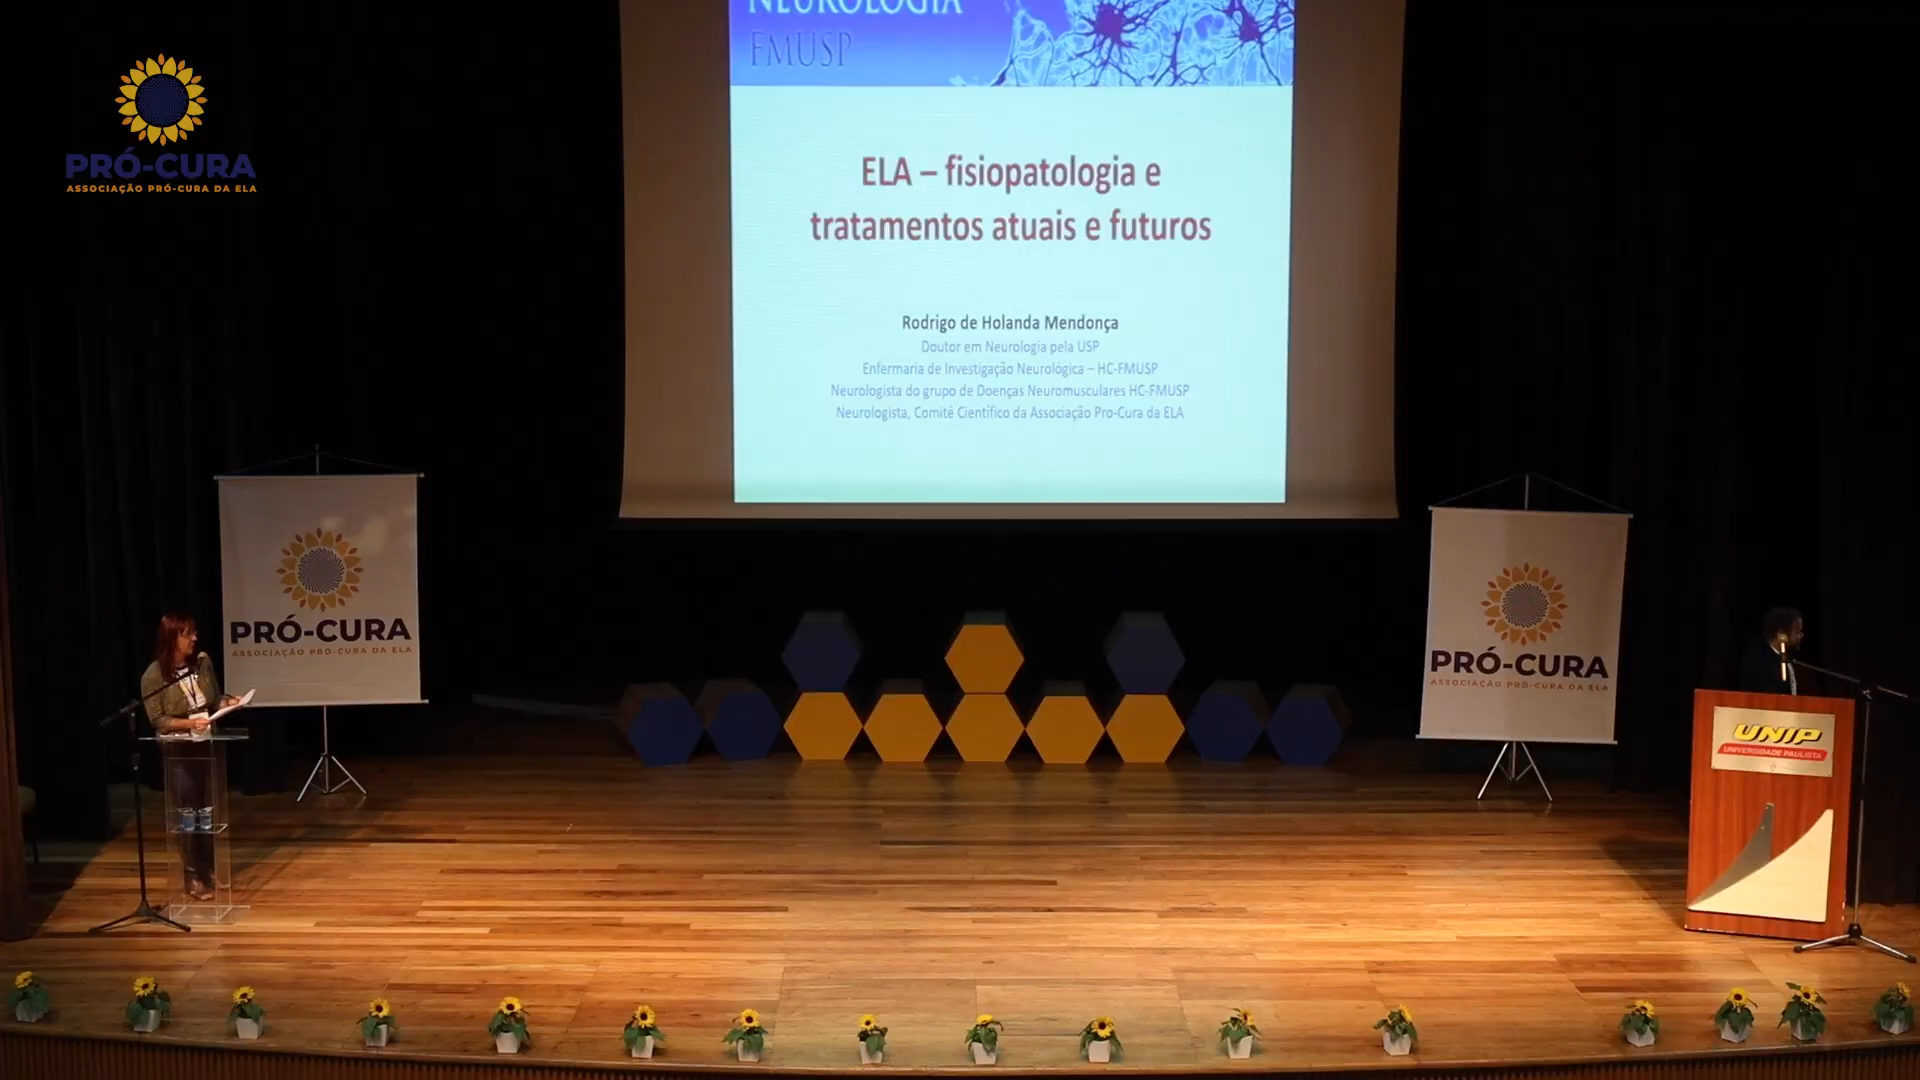 PRÓ-CURA
ASSOCIAÇÃO PRÓ-CURA DA ELA
NEUROLOGIA
FMUSP
ELA – fisiopatologia e
tratamentos atuais e futuros
Rodrigo de Holanda Mendonça
Doutor em Neurologia pela USP
Enfermaria de Investigação Neurológica – HC-FMUSP
Neurologista do grupo de Doenças Neuromusculares HC-FMUSP
Neurologista, Comitê Científico da Associação Pro-Cura da ELA
PRÓ-CURA
ASSOCIAÇÃO PRÓ-CURA DA ELA
PRÓ-CURA
ASSOCIAÇÃO PRÓ-CURA DA ELA
UNIP
UNIVERSIDADE PAULISTA